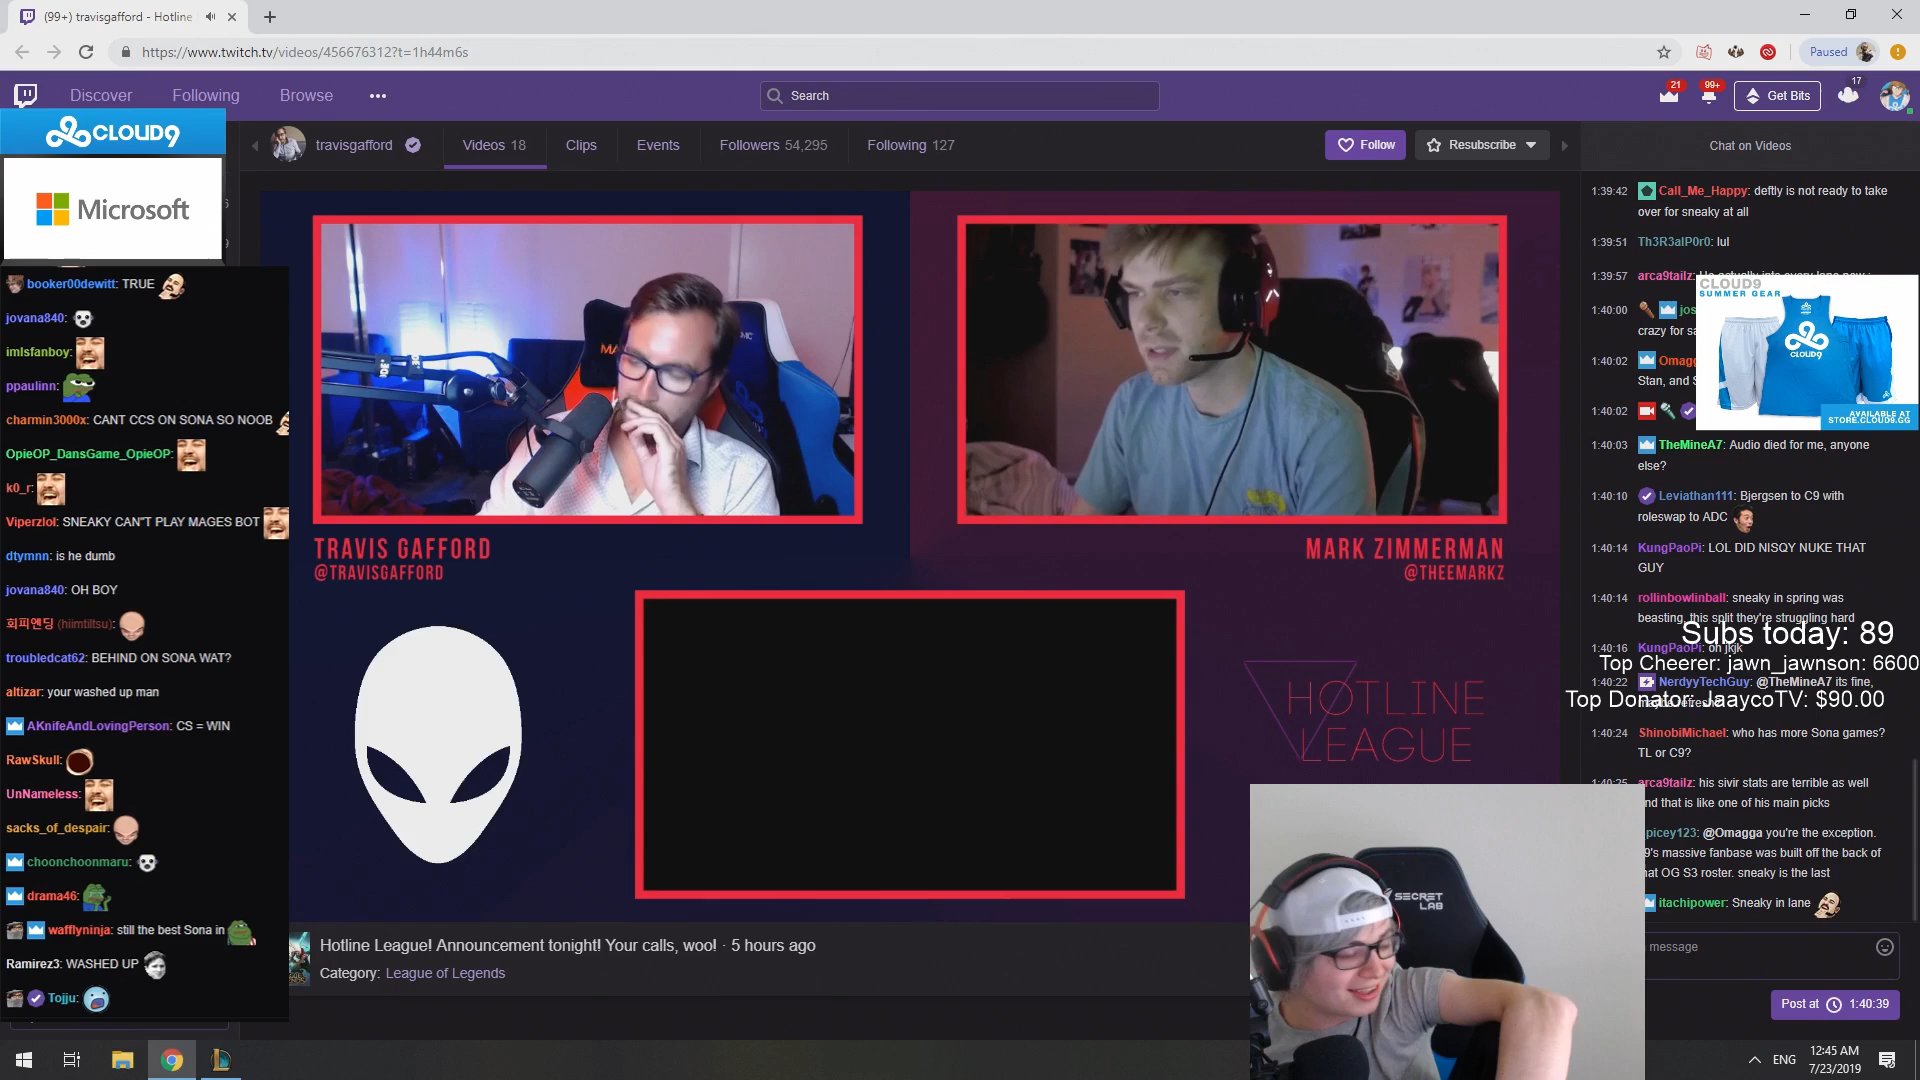 (99+) travisgafford - Hotline
https://www.twitch.tv/videos/456676312?t=1h44m6s
Paused
Discover
Following
Browse
Search
21
99+
Get Bits
17
CLOUD9
Microsoft
travisgafford
Videos 18
Clips
Events
Followers 54,295
Following 127
Follow
Resubscribe
Chat on Videos
booker00dewitt: TRUE
jovana840:
imlsfanboy:
ppaulinn:
charmin3000x: CANT CCS ON SONA SO NOOB
OpieOP_DansGame_OpieOP:
k0_r:
Viperzlol: SNEAKY CAN"T PLAY MAGES BOT
dtymnn: is he dumb
jovana840: OH BOY
회피엔딩 (hiimtiltsu):
troubledcat62: BEHIND ON SONA WAT?
altizar: your washed up man
AKnifeAndLovingPerson: CS = WIN
RawSkull:
UnNameless:
sacks_of_despair:
choonchoonmaru:
drama46:
wafflyninja: still the best Sona in
Ramirez3: WASHED UP
Tojju:
TRAVIS GAFFORD
@TRAVISGAFFORD
MARK ZIMMERMAN
@THEEMARKZ
HOTLINE
LEAGUE
SECRET
LAB
Hotline League! Announcement tonight! Your calls, woo! · 5 hours ago
Category: League of Legends
1:39:42 Call_Me_Happy: deftly is not ready to take
over for sneaky at all
1:39:51 Th3R3alP0r0: lul
1:39:57 arca9tailz:
1:40:00 jos
crazy for sa
1:40:02 Omagg
Stan, and S
1:40:02
CLOUD9
SUMMER GEAR
CLOUD9
AVAILABLE AT
STORE.CLOUD9.GG
1:40:03 TheMineA7: Audio died for me, anyone
else?
1:40:10 Leviathan111: Bjergsen to C9 with
roleswap to ADC
1:40:14 KungPaoPi: LOL DID NISQY NUKE THAT
GUY
1:40:14 rollinbowlinball: sneaky in spring was
beasting, this split they're struggling hard
Subs today: 89
1:40:16 KungPaoPi: oh jkjk
Top Cheerer: jawn_jawnson: 6600
1:40:22 NerdyyTechGuy: @TheMineA7 its fine,
Top Donator: JaaycoTV: $90.00
1:40:24 ShinobiMichael: who has more Sona games?
TL or C9?
1:40:25 arca9tailz: his sivir stats are terrible as well
and that is like one of his main picks
picey123: @Omagga you're the exception.
9's massive fanbase was built off the back of
hat OG S3 roster. sneaky is the last
itachipower: Sneaky in lane
message
Post at 1:40:39
ENG
12:45 AM
7/23/2019